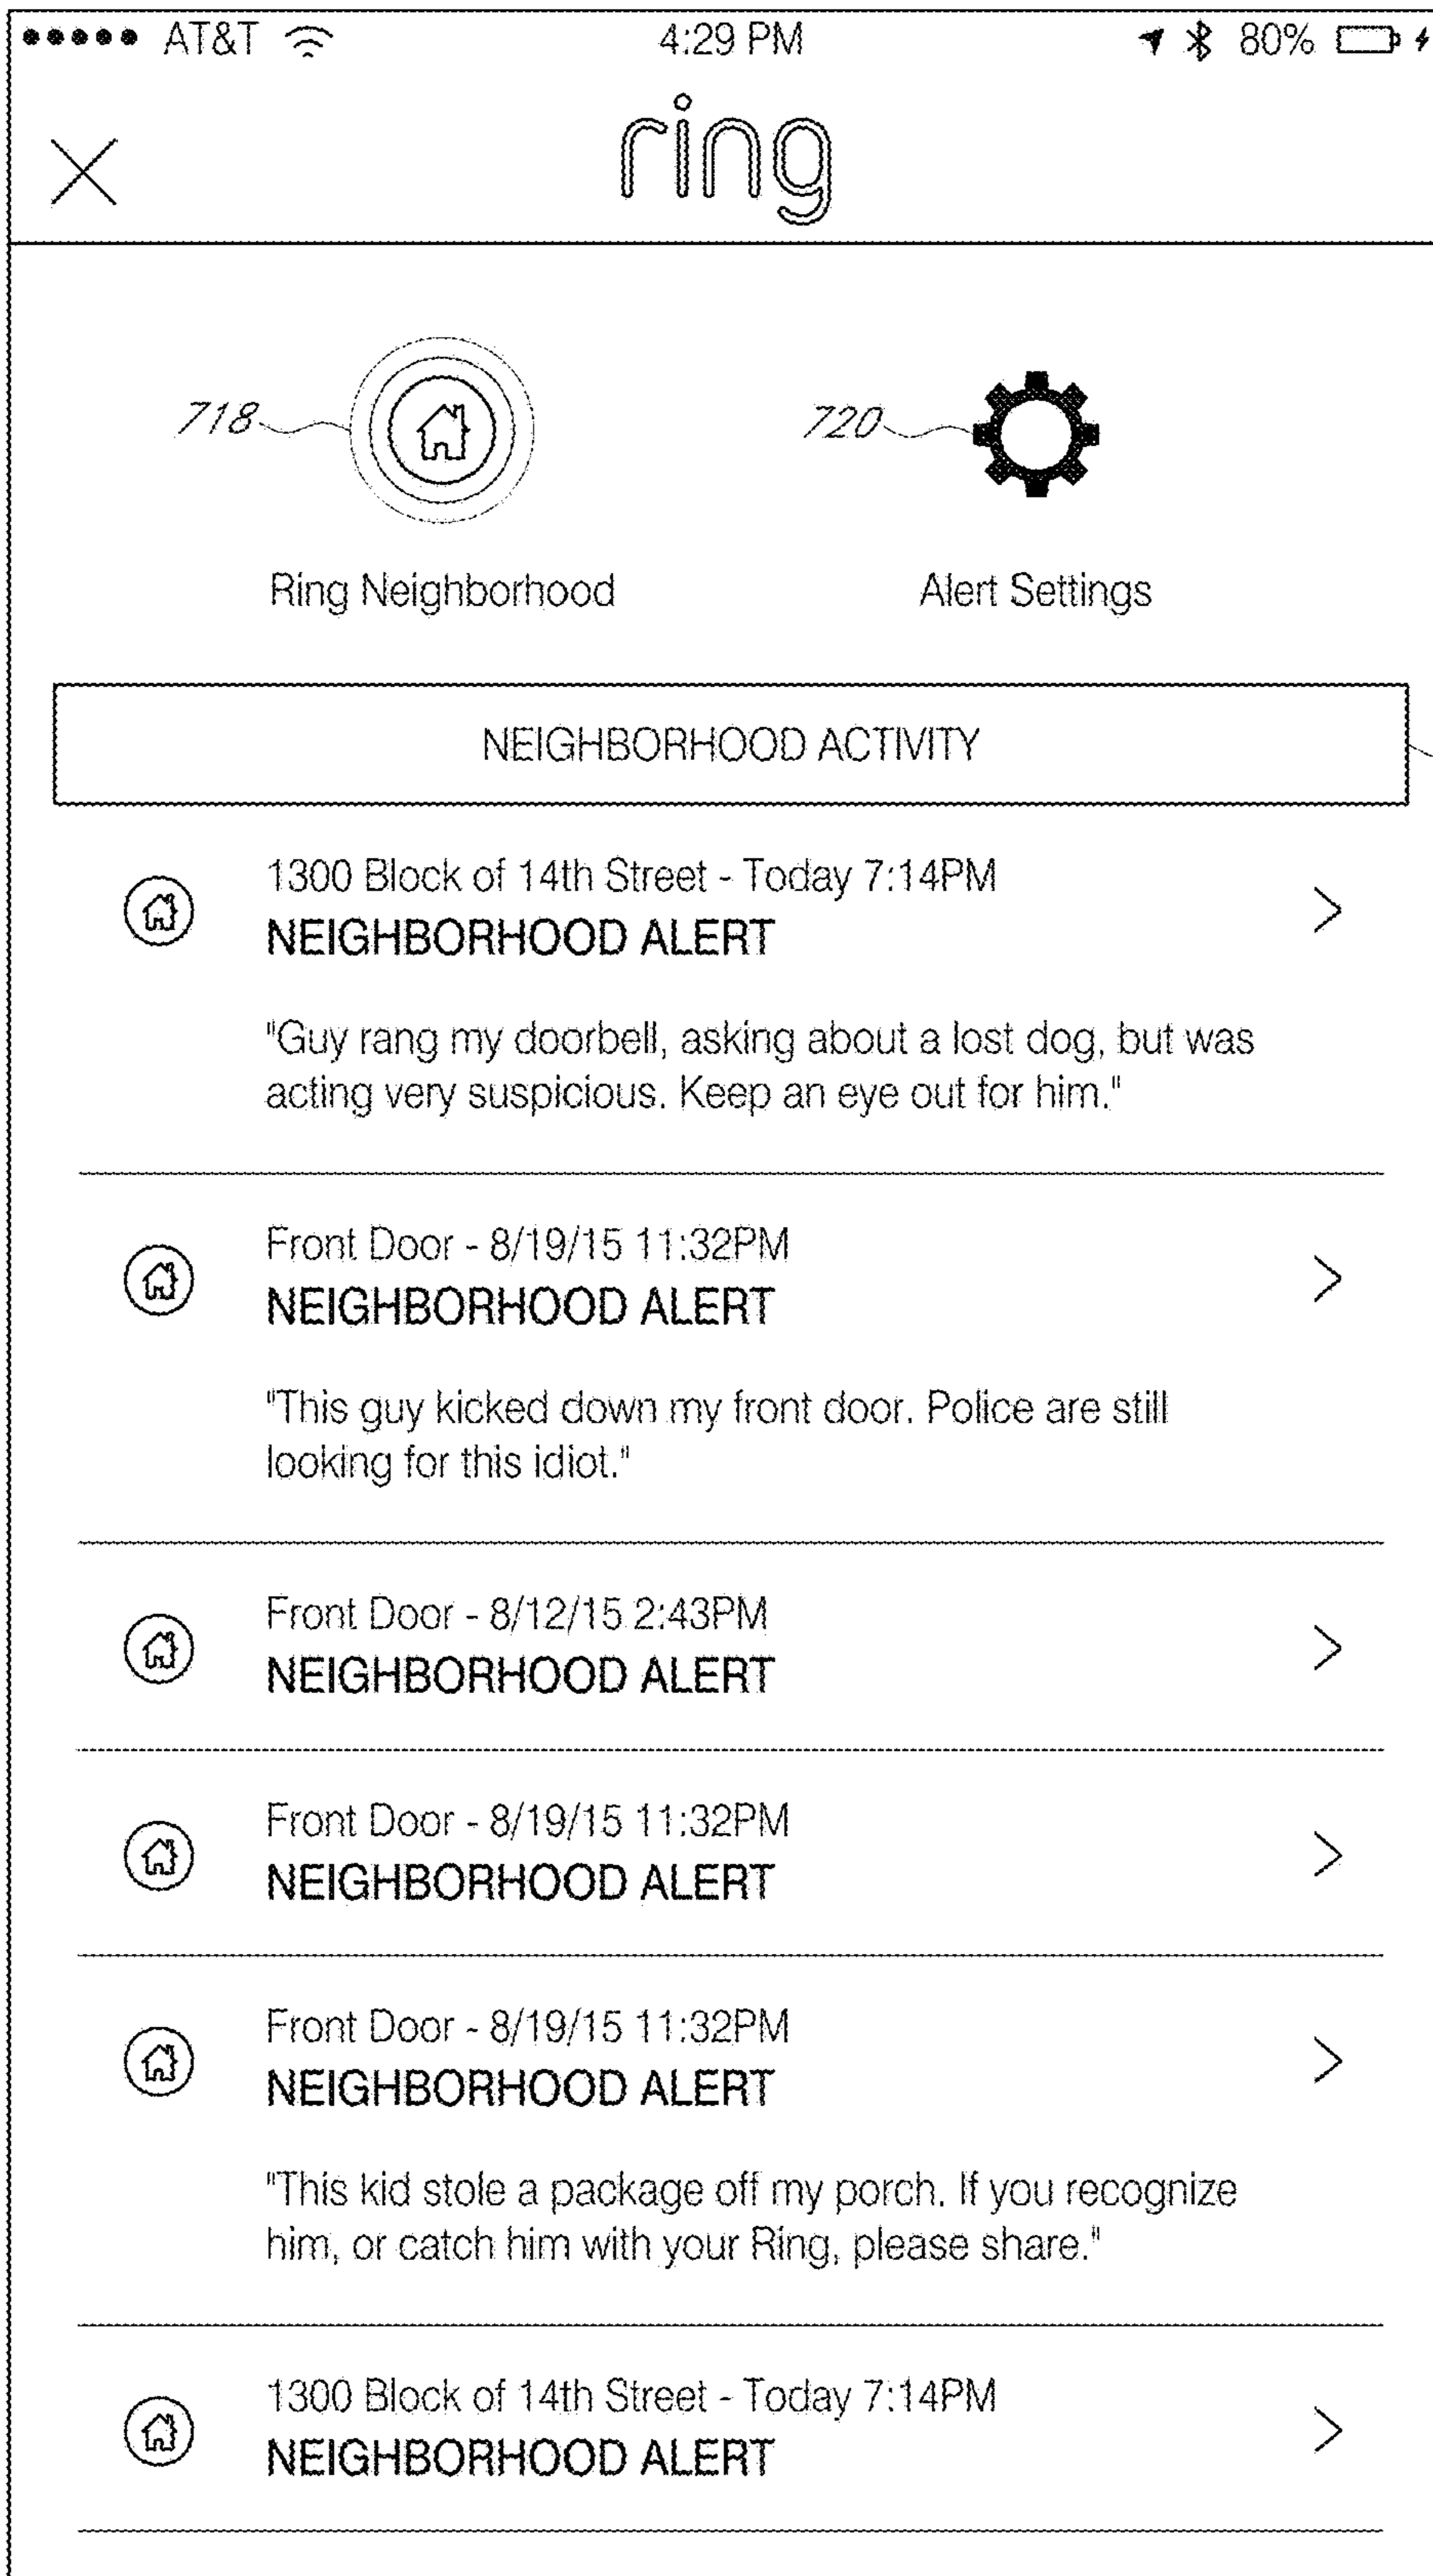 AT&T 4:29 PM 80%
ring
718 720
Ring Neighborhood Alert Settings
NEIGHBORHOOD ACTIVITY
1300 Block of 14th Street - Today 7:14PM
NEIGHBORHOOD ALERT
"Guy rang my doorbell, asking about a lost dog, but was
acting very suspicious. Keep an eye out for him."
Front Door - 8/19/15 11:32PM
NEIGHBORHOOD ALERT
"This guy kicked down my front door. Police are still
looking for this idiot."
Front Door - 8/12/15 2:43PM
NEIGHBORHOOD ALERT
Front Door - 8/19/15 11:32PM
NEIGHBORHOOD ALERT
Front Door - 8/19/15 11:32PM
NEIGHBORHOOD ALERT
"This kid stole a package off my porch. If you recognize
him, or catch him with your Ring, please share."
1300 Block of 14th Street - Today 7:14PM
NEIGHBORHOOD ALERT